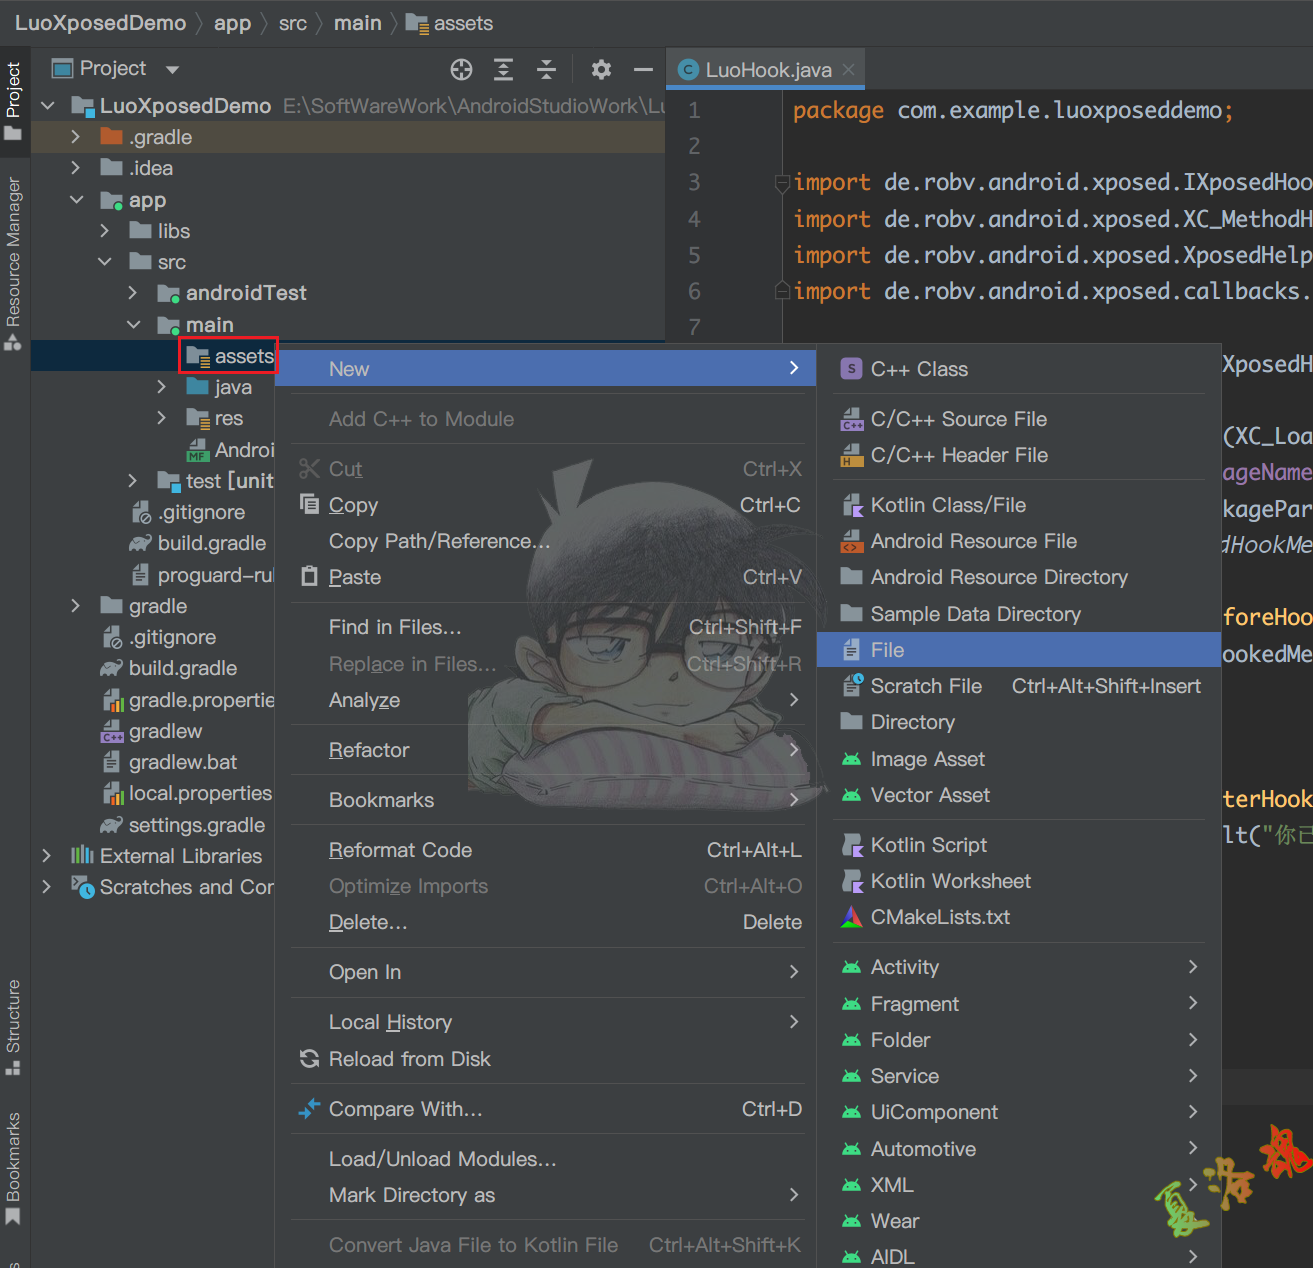 LuoXposedDemo app src main assets
Project
LuoHook.java
Project
Resource Manager
Structure
Bookmarks
LuoXposedDemo E:\SoftWareWork\AndroidStudioWork\Lu
.gradle
.idea
app
libs
src
androidTest
main
assets
java
res
Androi
test [unit
.gitignore
build.gradle
proguard-rul
gradle
.gitignore
build.gradle
gradle.propertie
gradlew
gradlew.bat
local.properties
settings.gradle
External Libraries
Scratches and Con
1 package com.example.luoxposeddemo;
2
3 import de.robv.android.xposed.IXposedHoo
4 import de.robv.android.xposed.XC_MethodH
5 import de.robv.android.xposed.XposedHelp
6 import de.robv.android.xposed.callbacks.
7
XposedH
(XC_Loa
ageName
kagePar
dHookMe
foreHoo
ookedMe
terHook
lt("你已
New
Add C++ to Module
Cut Ctrl+X
Copy Ctrl+C
Copy Path/Reference...
Paste Ctrl+V
Find in Files... Ctrl+Shift+F
Replace in Files... Ctrl+Shift+R
Analyze
Refactor
Bookmarks
Reformat Code Ctrl+Alt+L
Optimize Imports Ctrl+Alt+O
Delete... Delete
Open In
Local History
Reload from Disk
Compare With... Ctrl+D
Load/Unload Modules...
Mark Directory as
Convert Java File to Kotlin File Ctrl+Alt+Shift+K
C++ Class
C/C++ Source File
C/C++ Header File
Kotlin Class/File
Android Resource File
Android Resource Directory
Sample Data Directory
File
Scratch File Ctrl+Alt+Shift+Insert
Directory
Image Asset
Vector Asset
Kotlin Script
Kotlin Worksheet
CMakeLists.txt
Activity
Fragment
Folder
Service
UiComponent
Automotive
XML
Wear
AIDL
夏洛